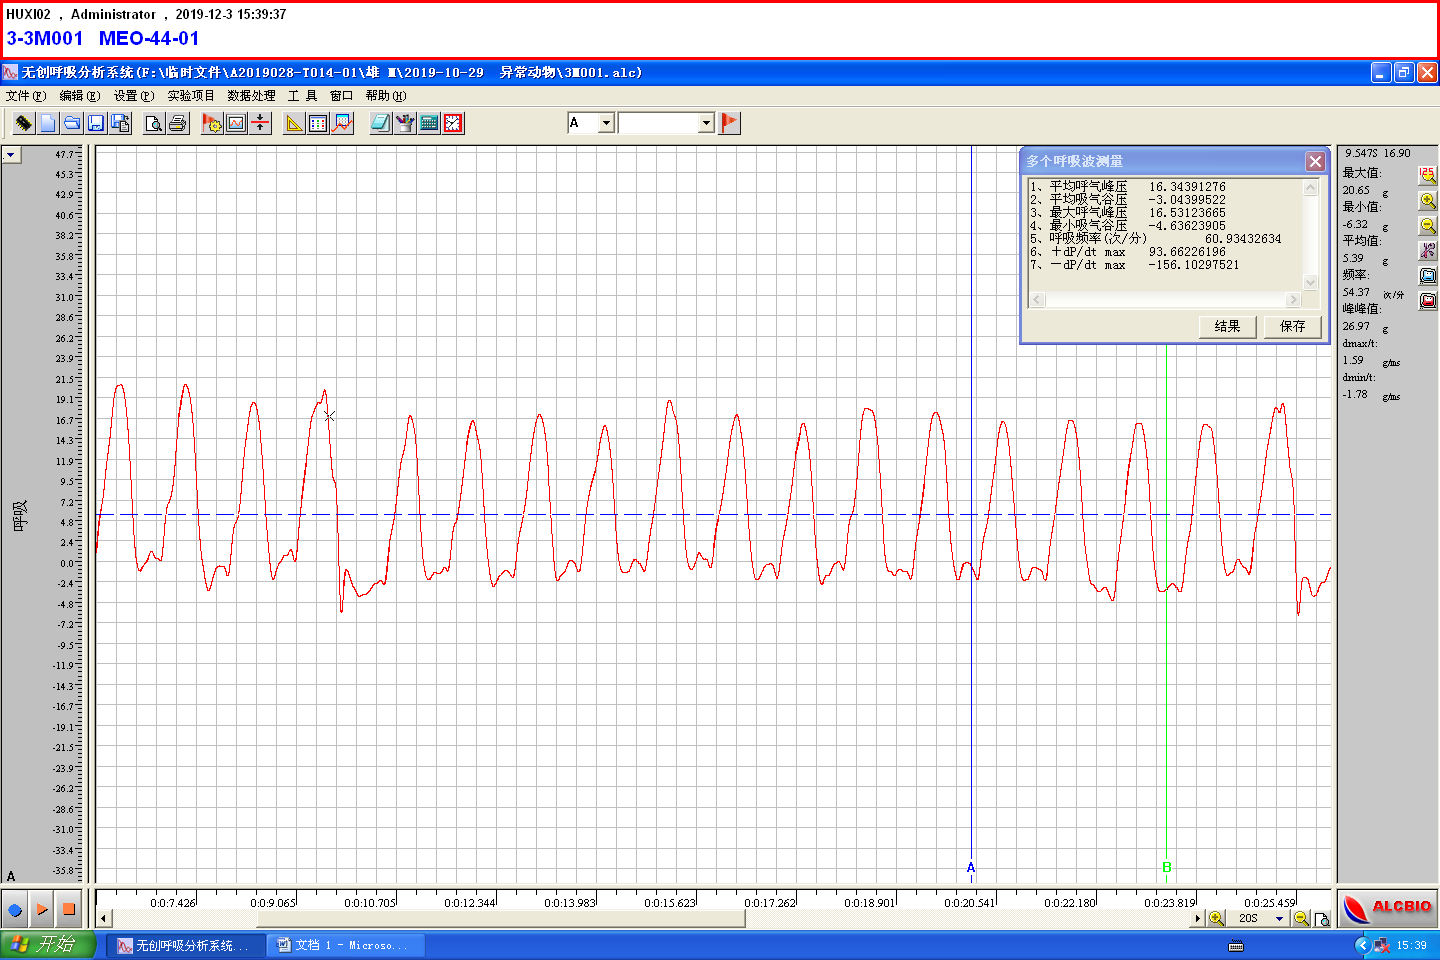 HUXI02 , Administrator , 2019-12-3 15:39:37
3-3M001 MEO-44-01
无创呼吸分析系统(F:\临时文件\A2019028-T014-01\雄 M\2019-10-29 异常动物\3M001.alc)
文件(F) 编辑(E) 设置(P) 实验项目 数据处理 工具 窗口 帮助(H)
A
47.7
45.3
42.9
40.6
38.2
35.8
33.4
31.0
28.6
26.2
23.9
21.5
19.1
16.7
14.3
11.9
9.5
7.2
4.8
2.4
0.0
-2.4
-4.8
-7.2
-9.5
-11.9
-14.3
-16.7
-19.1
-21.5
-23.9
-26.2
-28.6
-31.0
-33.4
-35.8
呼吸
A
多个呼吸波测量
1、平均呼气峰压 16.34391276
2、平均吸气谷压 -3.04399522
3、最大呼气峰压 16.53123665
4、最小吸气谷压 -4.63623905
5、呼吸频率(次/分) 60.93432634
6、＋dP/dt max 93.66226196
7、－dP/dt max -156.10297521
结果 保存
9.547S 16.90
最大值:
20.65 g
最小值:
-6.32 g
平均值:
5.39 g
频率:
54.37 次/分
峰峰值:
26.97 g
dmax/t:
1.59 g/ms
dmin/t:
-1.78 g/ms
125
A B
0:0:7.426 0:0:9.065 0:0:10.705 0:0:12.344 0:0:13.983 0:0:15.623 0:0:17.262 0:0:18.901 0:0:20.541 0:0:22.180 0:0:23.819 0:0:25.459
20S
ALCBIO
开始 无创呼吸分析系统... 文档 1 - Microso... 15:39